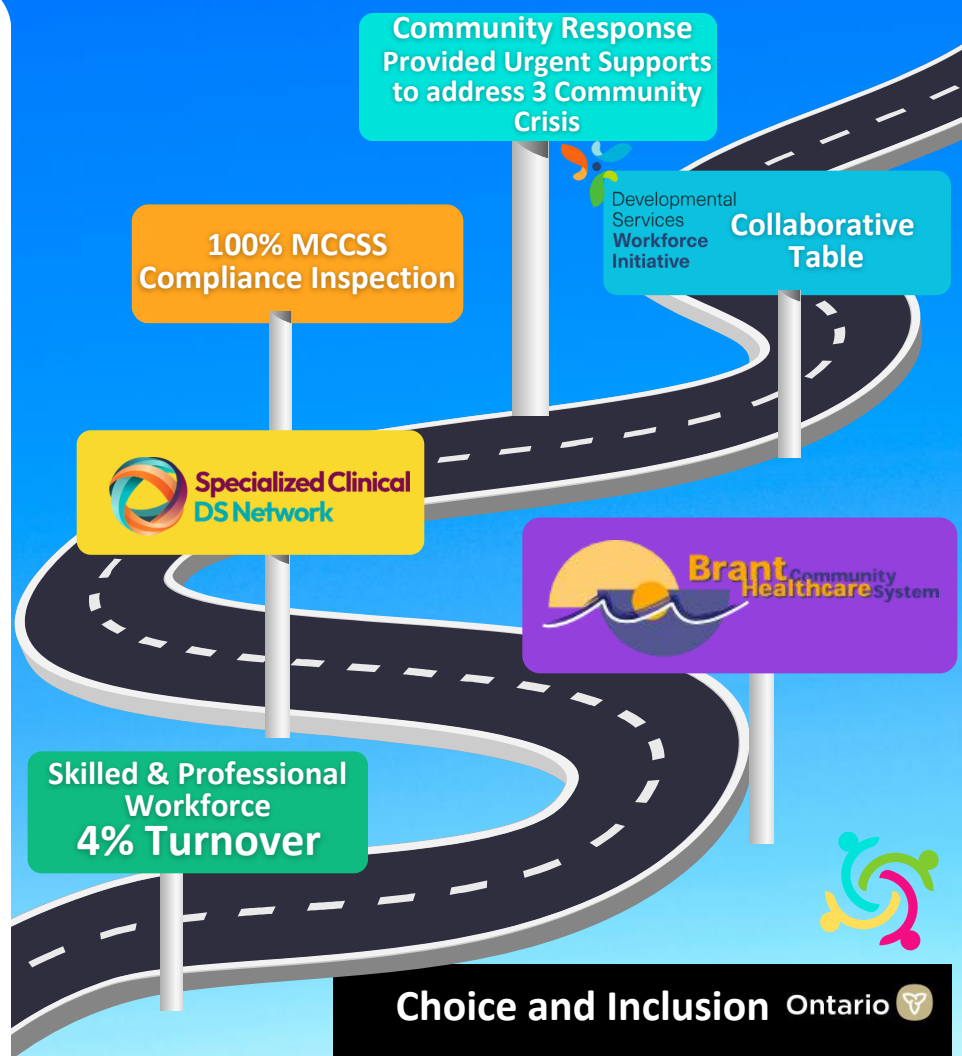 Community Response
Provided Urgent Supports
to address 3 Community
Crisis
Developmental
Services
Workforce
Initiative
Collaborative
Table
100% MCCSS
Compliance Inspection
Specialized Clinical
DS Network
Brant Community
Healthcare System
Skilled & Professional
Workforce
4% Turnover
Choice and Inclusion Ontario